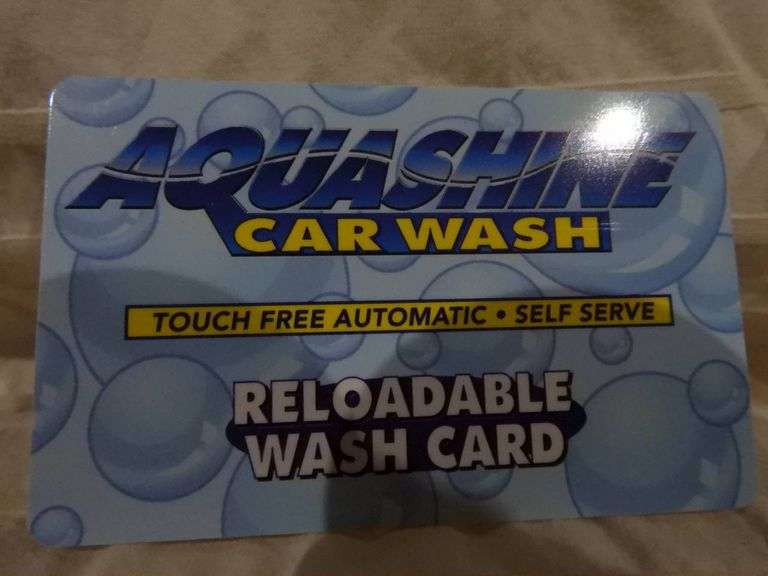 AQUASHINE
CAR WASH
TOUCH FREE AUTOMATIC • SELF SERVE
RELOADABLE
WASH CARD